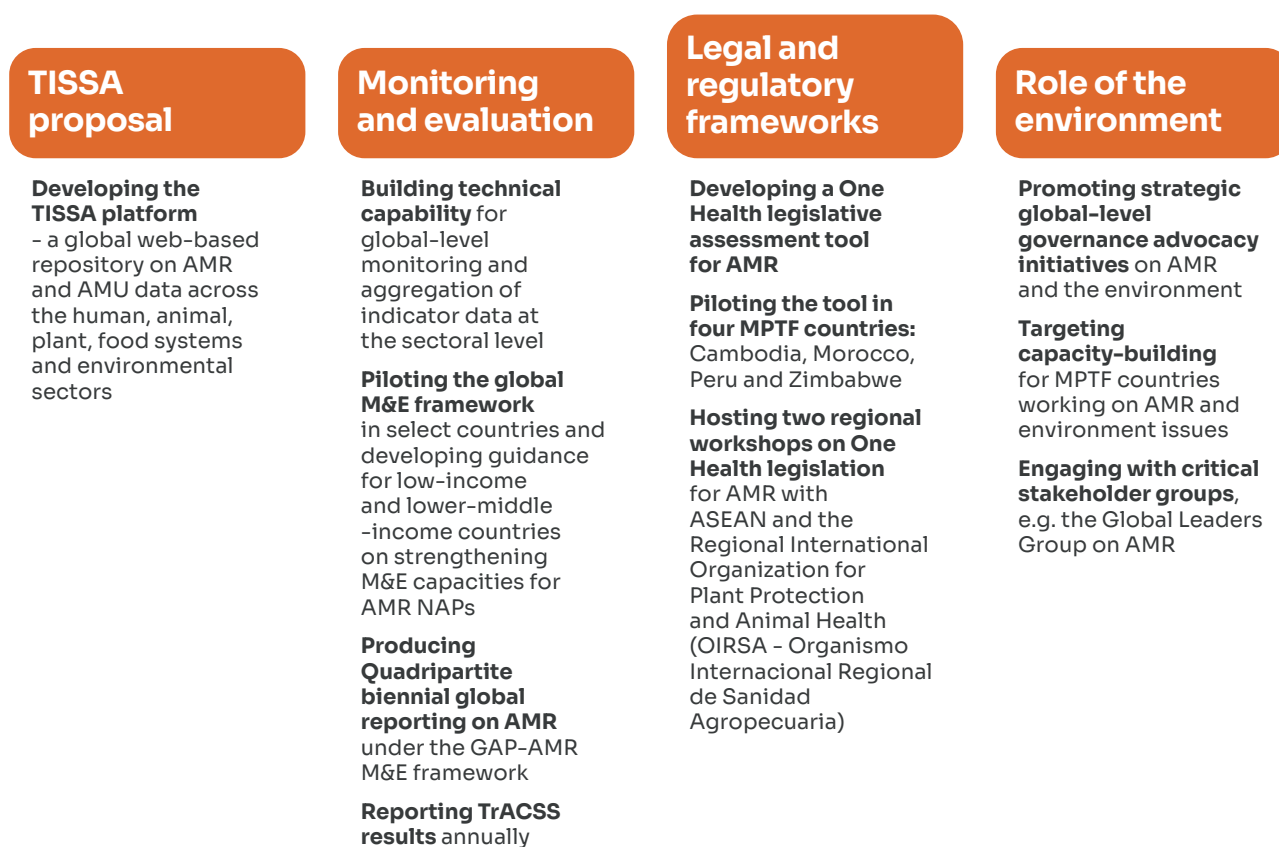 TISSA
proposal
Developing the
TISSA platform
- a global web-based
repository on AMR
and AMU data across
the human, animal,
plant, food systems
and environmental
sectors
Monitoring
and evaluation
Building technical
capability for
global-level
monitoring and
aggregation of
indicator data at
the sectoral level
Piloting the global
M&E framework
in select countries and
developing guidance
for low-income
and lower-middle
-income countries
on strengthening
M&E capacities for
AMR NAPs
Producing
Quadripartite
biennial global
reporting on AMR
under the GAP-AMR
M&E framework
Reporting TrACSS
results annually
Legal and
regulatory
frameworks
Developing a One
Health legislative
assessment tool
for AMR
Piloting the tool in
four MPTF countries:
Cambodia, Morocco,
Peru and Zimbabwe
Hosting two regional
workshops on One
Health legislation
for AMR with
ASEAN and the
Regional International
Organization for
Plant Protection
and Animal Health
(OIRSA - Organismo
Internacional Regional
de Sanidad
Agropecuaria)
Role of the
environment
Promoting strategic
global-level
governance advocacy
initiatives on AMR
and the environment
Targeting
capacity-building
for MPTF countries
working on AMR and
environment issues
Engaging with critical
stakeholder groups,
e.g. the Global Leaders
Group on AMR